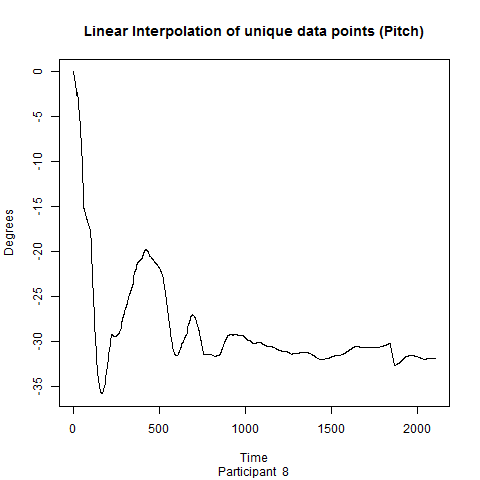 Linear Interpolation of unique data points (Pitch)
Degrees
0
-5
-10
-15
-20
-25
-30
-35
0 500 1000 1500 2000
Time
Participant 8